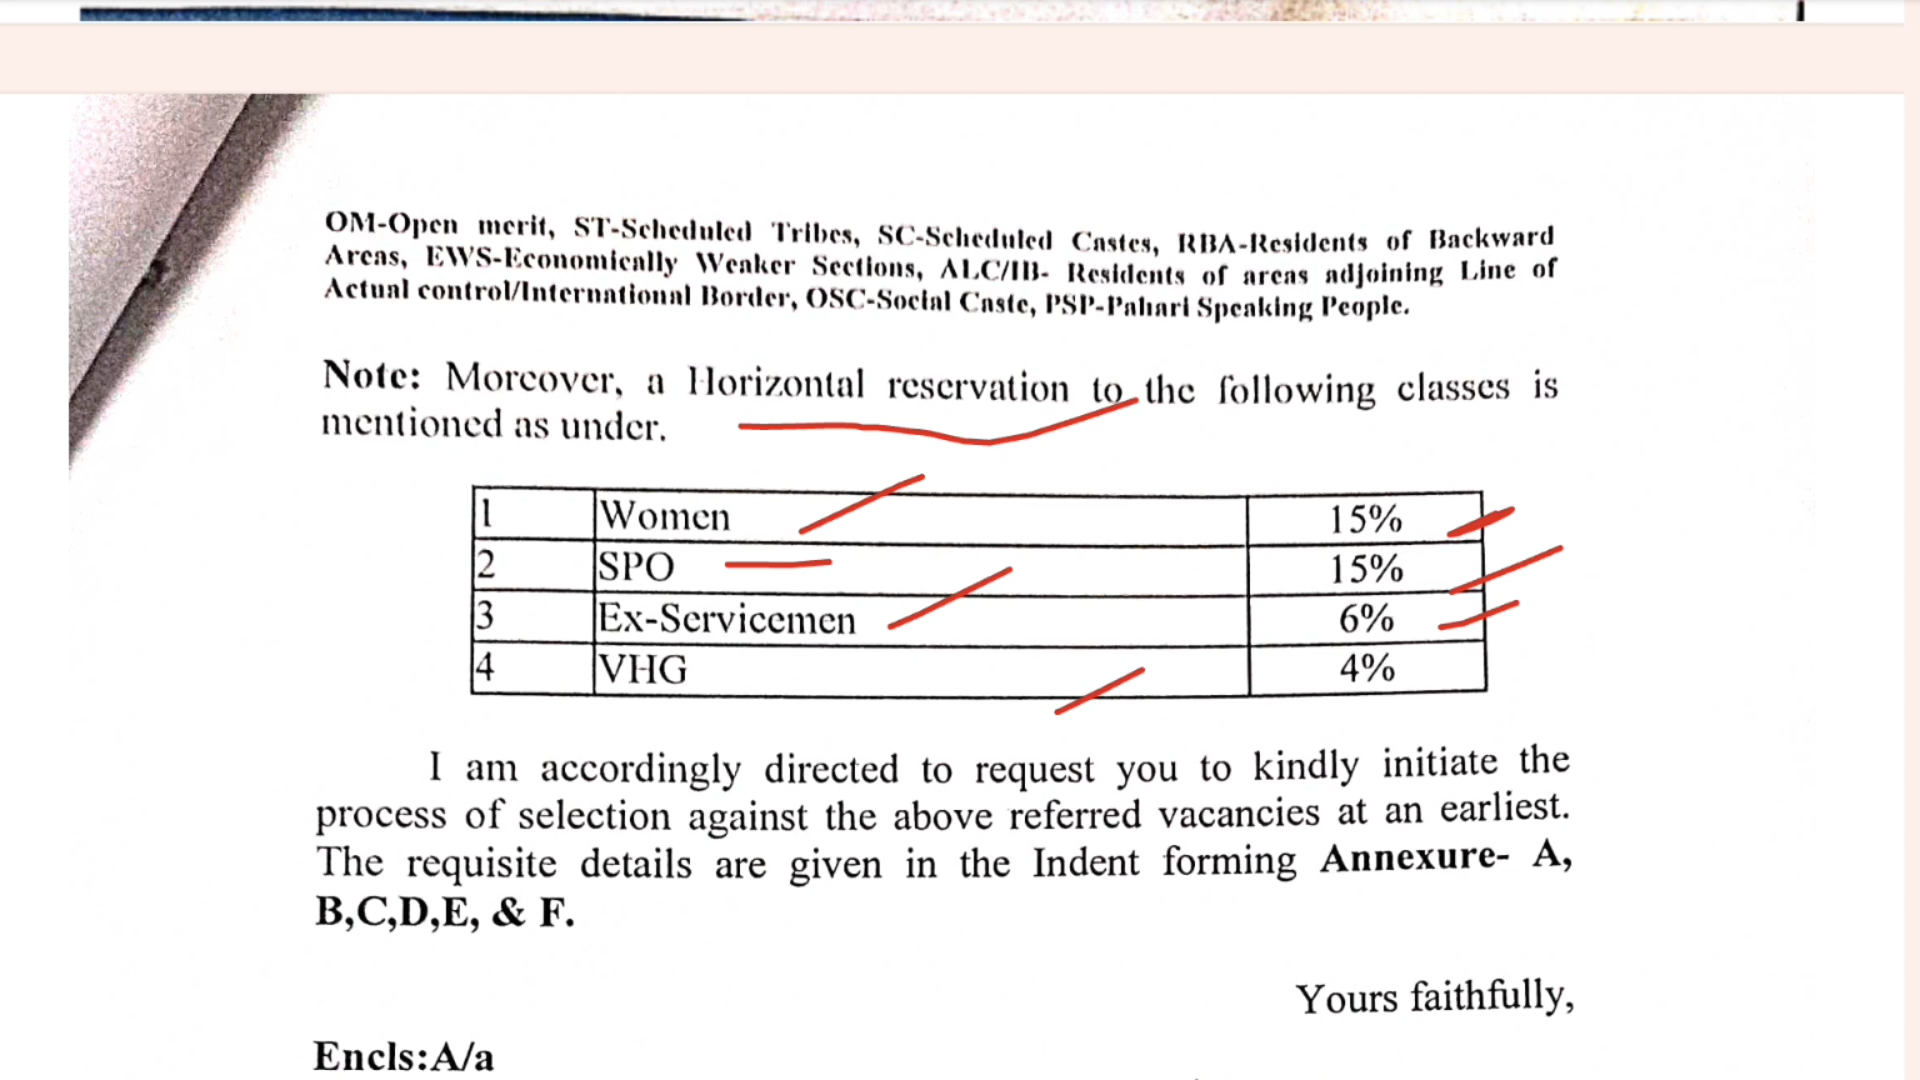 OM-Open merit, ST-Scheduled Tribes, SC-Scheduled Castes, RBA-Residents of Backward
Areas, EWS-Economically Weaker Sections, ALC/IB- Residents of areas adjoining Line of
Actual control/International Border, OSC-Social Caste, PSP-Pahari Speaking People.
Note: Moreover, a Horizontal reservation to the following classes is
mentioned as under.
1 Women 15%
2 SPO 15%
3 Ex-Servicemen 6%
4 VHG 4%
I am accordingly directed to request you to kindly initiate the
process of selection against the above referred vacancies at an earliest.
The requisite details are given in the Indent forming Annexure- A,
B,C,D,E, & F.
Yours faithfully,
Encls:A/a